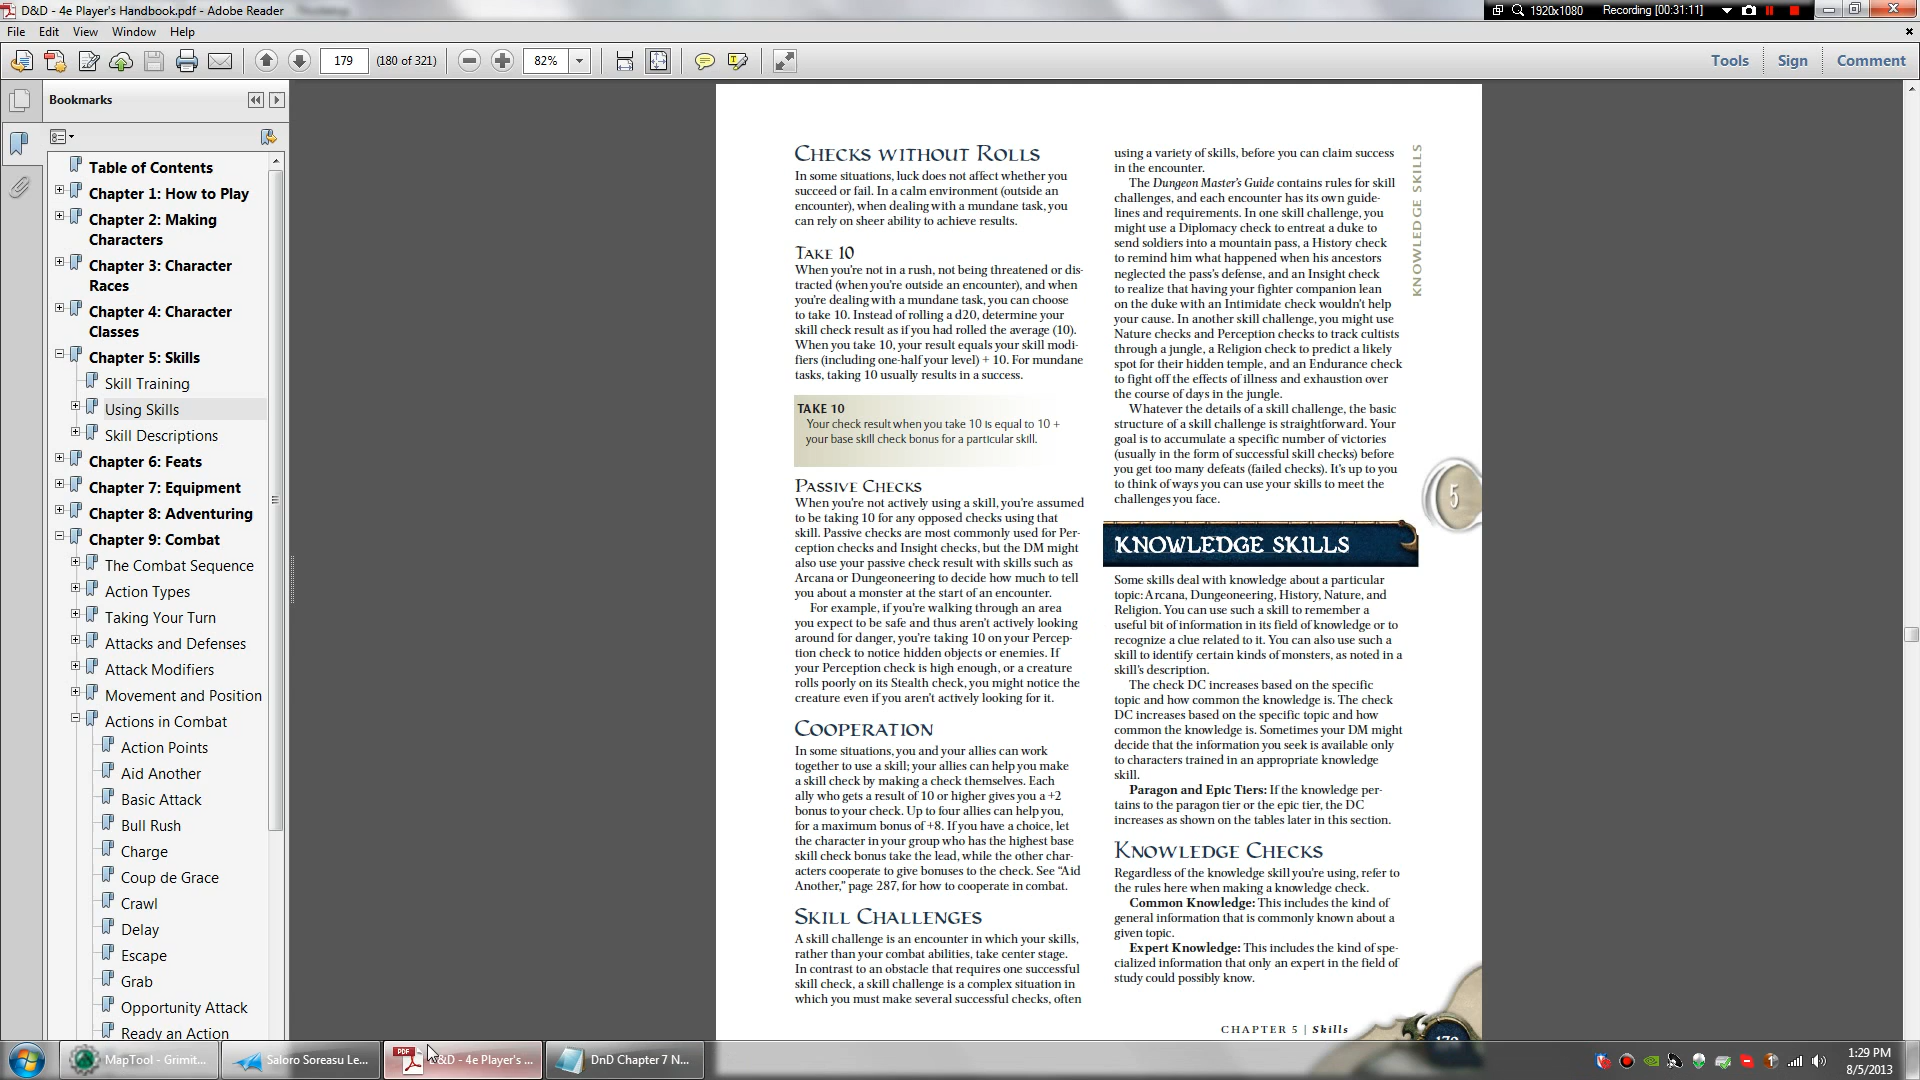 D&D - 4e Player's Handbook.pdf - Adobe Reader
1920x1080
Recording [00:31:11]
File Edit View Window Help
179
(180 of 321)
82%
Tools
Sign
Comment
Bookmarks
Table of Contents
Chapter 1: How to Play
Chapter 2: Making
Characters
Chapter 3: Character
Races
Chapter 4: Character
Classes
Chapter 5: Skills
Skill Training
Using Skills
Skill Descriptions
Chapter 6: Feats
Chapter 7: Equipment
Chapter 8: Adventuring
Chapter 9: Combat
The Combat Sequence
Action Types
Taking Your Turn
Attacks and Defenses
Attack Modifiers
Movement and Position
Actions in Combat
Action Points
Aid Another
Basic Attack
Bull Rush
Charge
Coup de Grace
Crawl
Delay
Escape
Grab
Opportunity Attack
Ready an Action
CHECKS WITHOUT ROLLS
In some situations, luck does not affect whether you
succeed or fail. In a calm environment (outside an
encounter), when dealing with a mundane task, you
can rely on sheer ability to achieve results.
TAKE 10
When you're not in a rush, not being threatened or dis-
tracted (when you're outside an encounter), and when
you're dealing with a mundane task, you can choose
to take 10. Instead of rolling a d20, determine your
skill check result as if you had rolled the average (10).
When you take 10, your result equals your skill modi-
fiers (including one-half your level) + 10. For mundane
tasks, taking 10 usually results in a success.
TAKE 10
Your check result when you take 10 is equal to 10 +
your base skill check bonus for a particular skill.
PASSIVE CHECKS
When you're not actively using a skill, you're assumed
to be taking 10 for any opposed checks using that
skill. Passive checks are most commonly used for Per-
ception checks and Insight checks, but the DM might
also use your passive check result with skills such as
Arcana or Dungeoneering to decide how much to tell
you about a monster at the start of an encounter.
For example, if you're walking through an area
you expect to be safe and thus aren't actively looking
around for danger, you're taking 10 on your Percep-
tion check to notice hidden objects or enemies. If
your Perception check is high enough, or a creature
rolls poorly on its Stealth check, you might notice the
creature even if you aren't actively looking for it.
COOPERATION
In some situations, you and your allies can work
together to use a skill; your allies can help you make
a skill check by making a check themselves. Each
ally who gets a result of 10 or higher gives you a +2
bonus to your check. Up to four allies can help you,
for a maximum bonus of +8. If you have a choice, let
the character in your group who has the highest base
skill check bonus take the lead, while the other char-
acters cooperate to give bonuses to the check. See "Aid
Another," page 287, for how to cooperate in combat.
SKILL CHALLENGES
A skill challenge is an encounter in which your skills,
rather than your combat abilities, take center stage.
In contrast to an obstacle that requires one successful
skill check, a skill challenge is a complex situation in
which you must make several successful checks, often
using a variety of skills, before you can claim success
in the encounter.
The Dungeon Master's Guide contains rules for skill
challenges, and each encounter has its own guide-
lines and requirements. In one skill challenge, you
might use a Diplomacy check to entreat a duke to
send soldiers into a mountain pass, a History check
to remind him what happened when his ancestors
neglected the pass's defense, and an Insight check
to realize that having your fighter companion lean
on the duke with an Intimidate check wouldn't help
your cause. In another skill challenge, you might use
Nature checks and Perception checks to track cultists
through a jungle, a Religion check to predict a likely
spot for their hidden temple, and an Endurance check
to fight off the effects of illness and exhaustion over
the course of days in the jungle.
Whatever the details of a skill challenge, the basic
structure of a skill challenge is straightforward. Your
goal is to accumulate a specific number of victories
(usually in the form of successful skill checks) before
you get too many defeats (failed checks). It's up to you
to think of ways you can use your skills to meet the
challenges you face.
KNOWLEDGE SKILLS
Some skills deal with knowledge about a particular
topic: Arcana, Dungeoneering, History, Nature, and
Religion. You can use such a skill to remember a
useful bit of information in its field of knowledge or to
recognize a clue related to it. You can also use such a
skill to identify certain kinds of monsters, as noted in a
skill's description.
The check DC increases based on the specific
topic and how common the knowledge is. The check
DC increases based on the specific topic and how
common the knowledge is. Sometimes your DM might
decide that the information you seek is available only
to characters trained in an appropriate knowledge
skill.
Paragon and Epic Tiers: If the knowledge per-
tains to the paragon tier or the epic tier, the DC
increases as shown on the tables later in this section.
KNOWLEDGE CHECKS
Regardless of the knowledge skill you're using, refer to
the rules here when making a knowledge check.
Common Knowledge: This includes the kind of
general information that is commonly known about a
given topic.
Expert Knowledge: This includes the kind of spe-
cialized information that only an expert in the field of
study could possibly know.
KNOWLEDGE SKILLS
5
CHAPTER 5 | Skills
MapTool - Grimit...
Saloro Soreasu Le...
&D - 4e Player's ...
DnD Chapter 7 N...
1:29 PM
8/5/2013